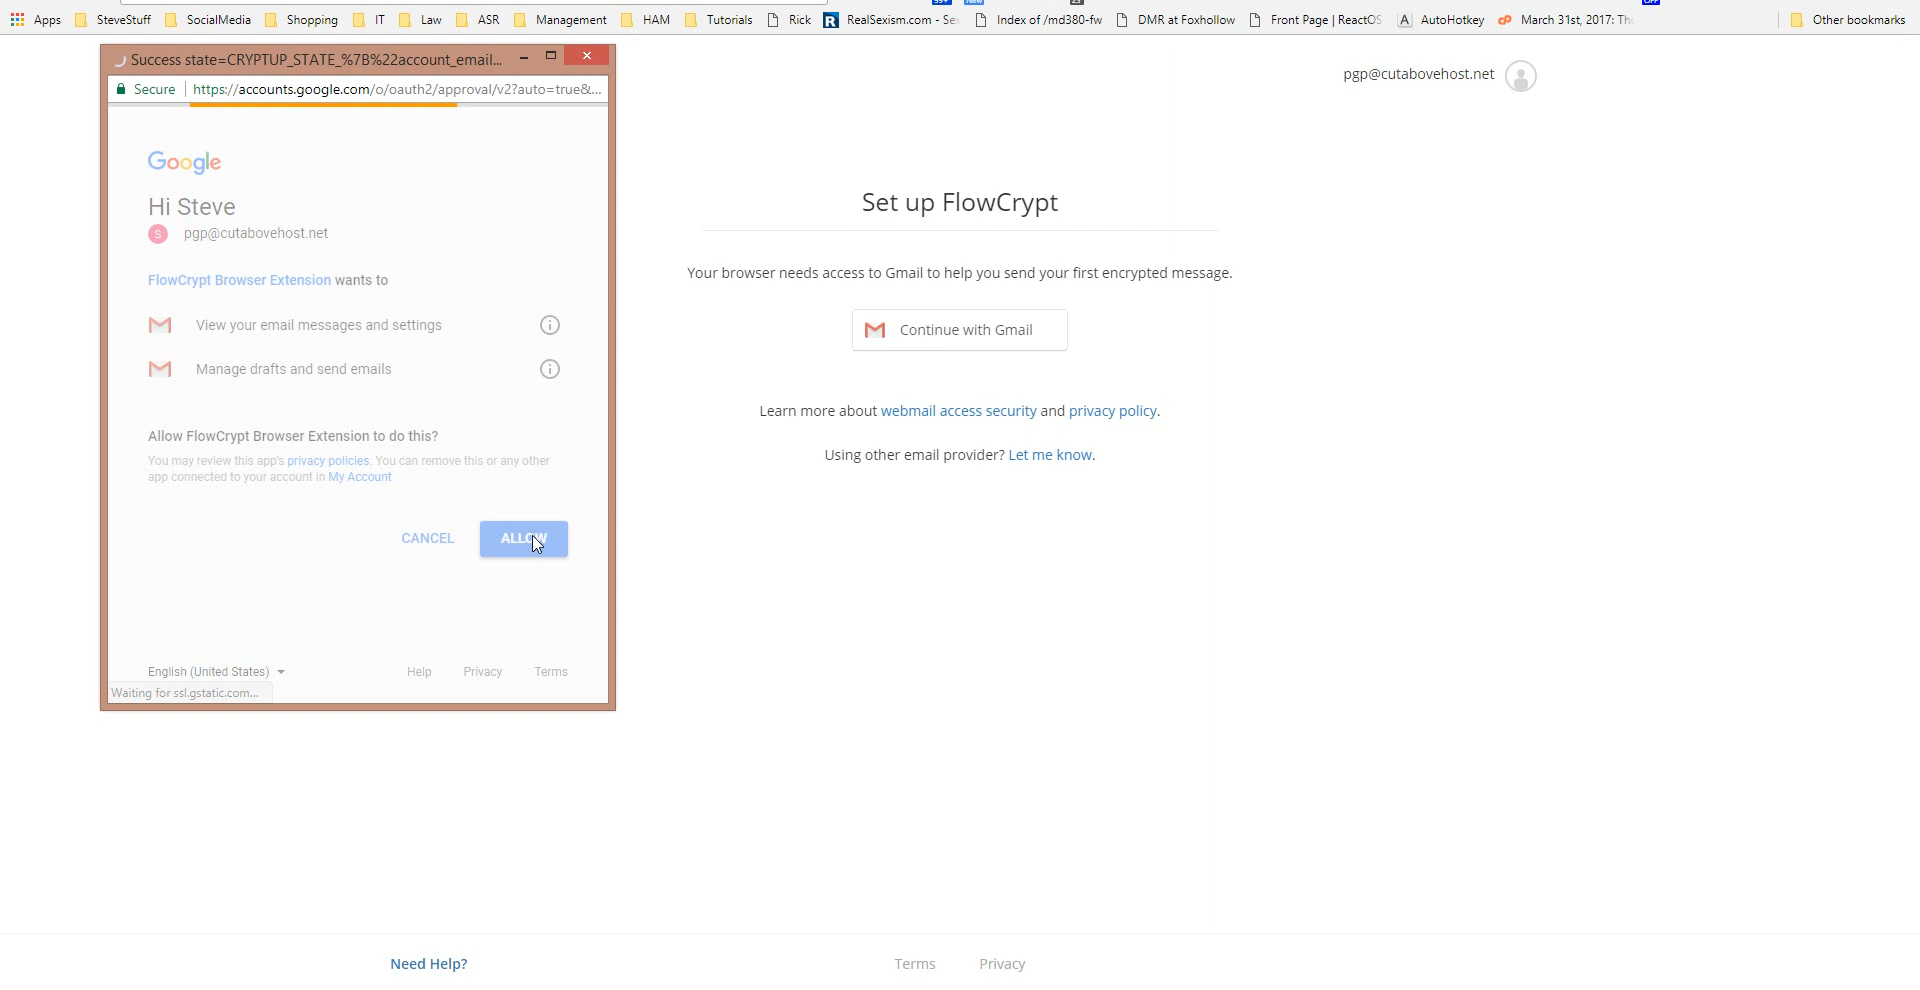 99+ New 23 OFF
Apps SteveStuff SocialMedia Shopping IT Law ASR Management HAM Tutorials Rick RealSexism.com - Se Index of /md380-fw DMR at Foxhollow Front Page | ReactOS AutoHotkey March 31st, 2017: The Other bookmarks
Success state=CRYPTUP_STATE_%7B%22account_email...
Secure https://accounts.google.com/o/oauth2/approval/v2?auto=true&...
Google
Hi Steve
S pgp@cutabovehost.net
FlowCrypt Browser Extension wants to
View your email messages and settings
Manage drafts and send emails
Allow FlowCrypt Browser Extension to do this?
You may review this app's privacy policies. You can remove this or any other
app connected to your account in My Account
CANCEL ALLOW
English (United States) Help Privacy Terms
Waiting for ssl.gstatic.com...
pgp@cutabovehost.net
Set up FlowCrypt
Your browser needs access to Gmail to help you send your first encrypted message.
Continue with Gmail
Learn more about webmail access security and privacy policy.
Using other email provider? Let me know.
Need Help? Terms Privacy